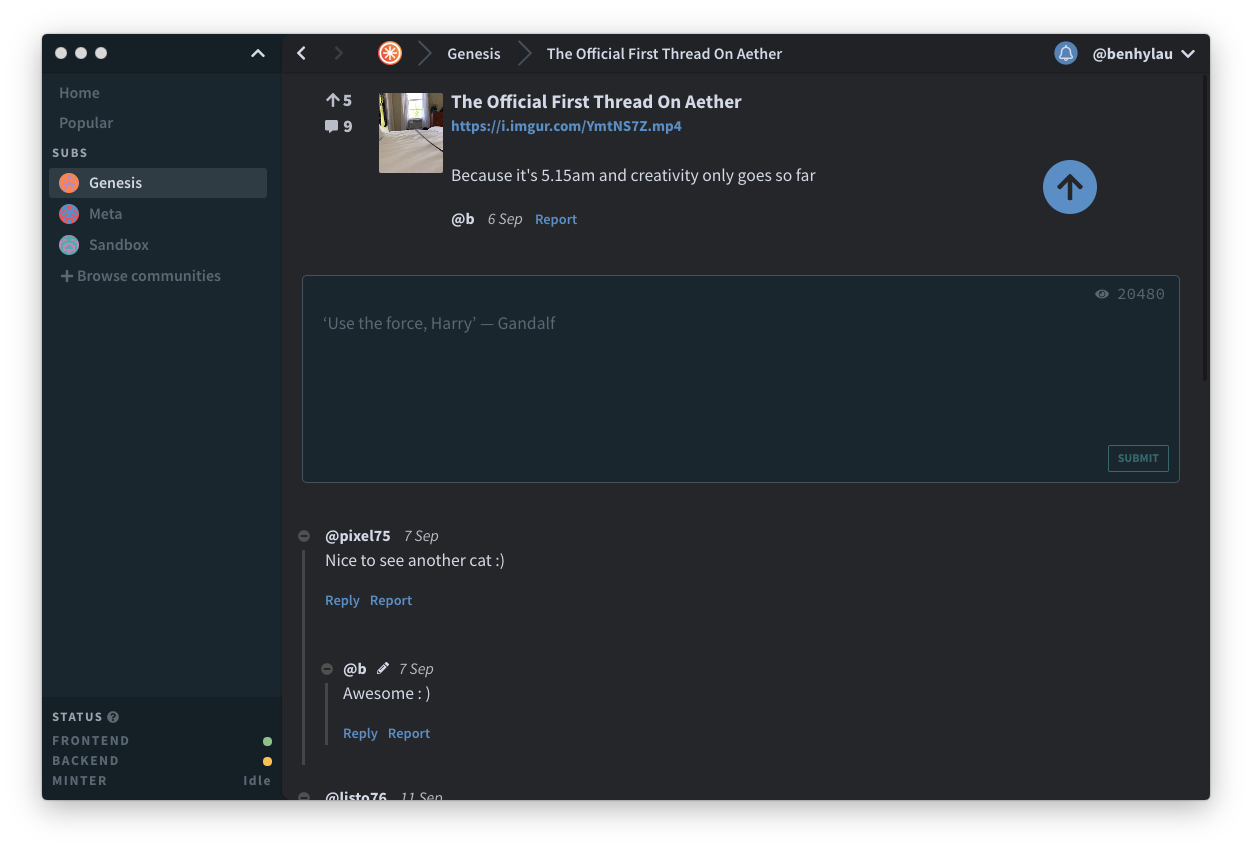 Genesis
The Official First Thread On Aether
@benhylau
Home
Popular
SUBS
Genesis
Meta
Sandbox
Browse communities
5
9
The Official First Thread On Aether
https://i.imgur.com/YmtNS7Z.mp4
Because it's 5.15am and creativity only goes so far
@b 6 Sep Report
20480
‘Use the force, Harry’ — Gandalf
SUBMIT
@pixel75 7 Sep
Nice to see another cat :)
Reply Report
@b 7 Sep
Awesome : )
Reply Report
@listo76 11 Sep
STATUS
FRONTEND
BACKEND
MINTER Idle